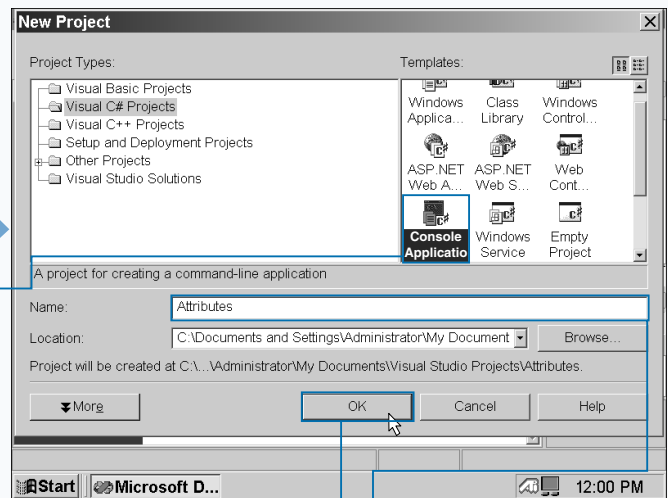 New Project
Project Types:
Templates:
Visual Basic Projects
Visual C# Projects
Visual C++ Projects
Setup and Deployment Projects
Other Projects
Visual Studio Solutions
Windows Applica...
Class Library
Windows Control...
ASP.NET Web A...
ASP.NET Web S...
Web Cont...
Console Applicatio
Windows Service
Empty Project
A project for creating a command-line application
Name:
Attributes
Location:
C:\Documents and Settings\Administrator\My Document
Browse...
Project will be created at C:\...\Administrator\My Documents\Visual Studio Projects\Attributes.
More
OK
Cancel
Help
Start
Microsoft D...
12:00 PM